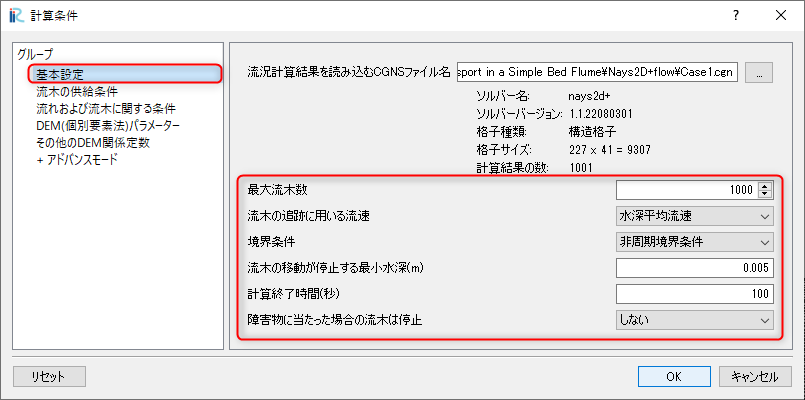 計算条件
?
グループ
基本設定
流木の供給条件
流れおよび流木に関する条件
DEM(個別要素法)パラメーター
その他のDEM関係定数
+ アドバンスモード
流況計算結果を読み込むCGNSファイル名 sport in a Simple Bed Flume¥Nays2D+flow¥Case1.cgn ...
ソルバー名: nays2d+
ソルバーバージョン: 1.1.22080301
格子種類: 構造格子
格子サイズ: 227 x 41 = 9307
計算結果の数: 1001
最大流木数 1000
流木の追跡に用いる流速 水深平均流速
境界条件 非周期境界条件
流木の移動が停止する最小水深(m) 0.005
計算終了時間(秒) 100
障害物に当たった場合の流木は停止 しない
リセット OK キャンセル